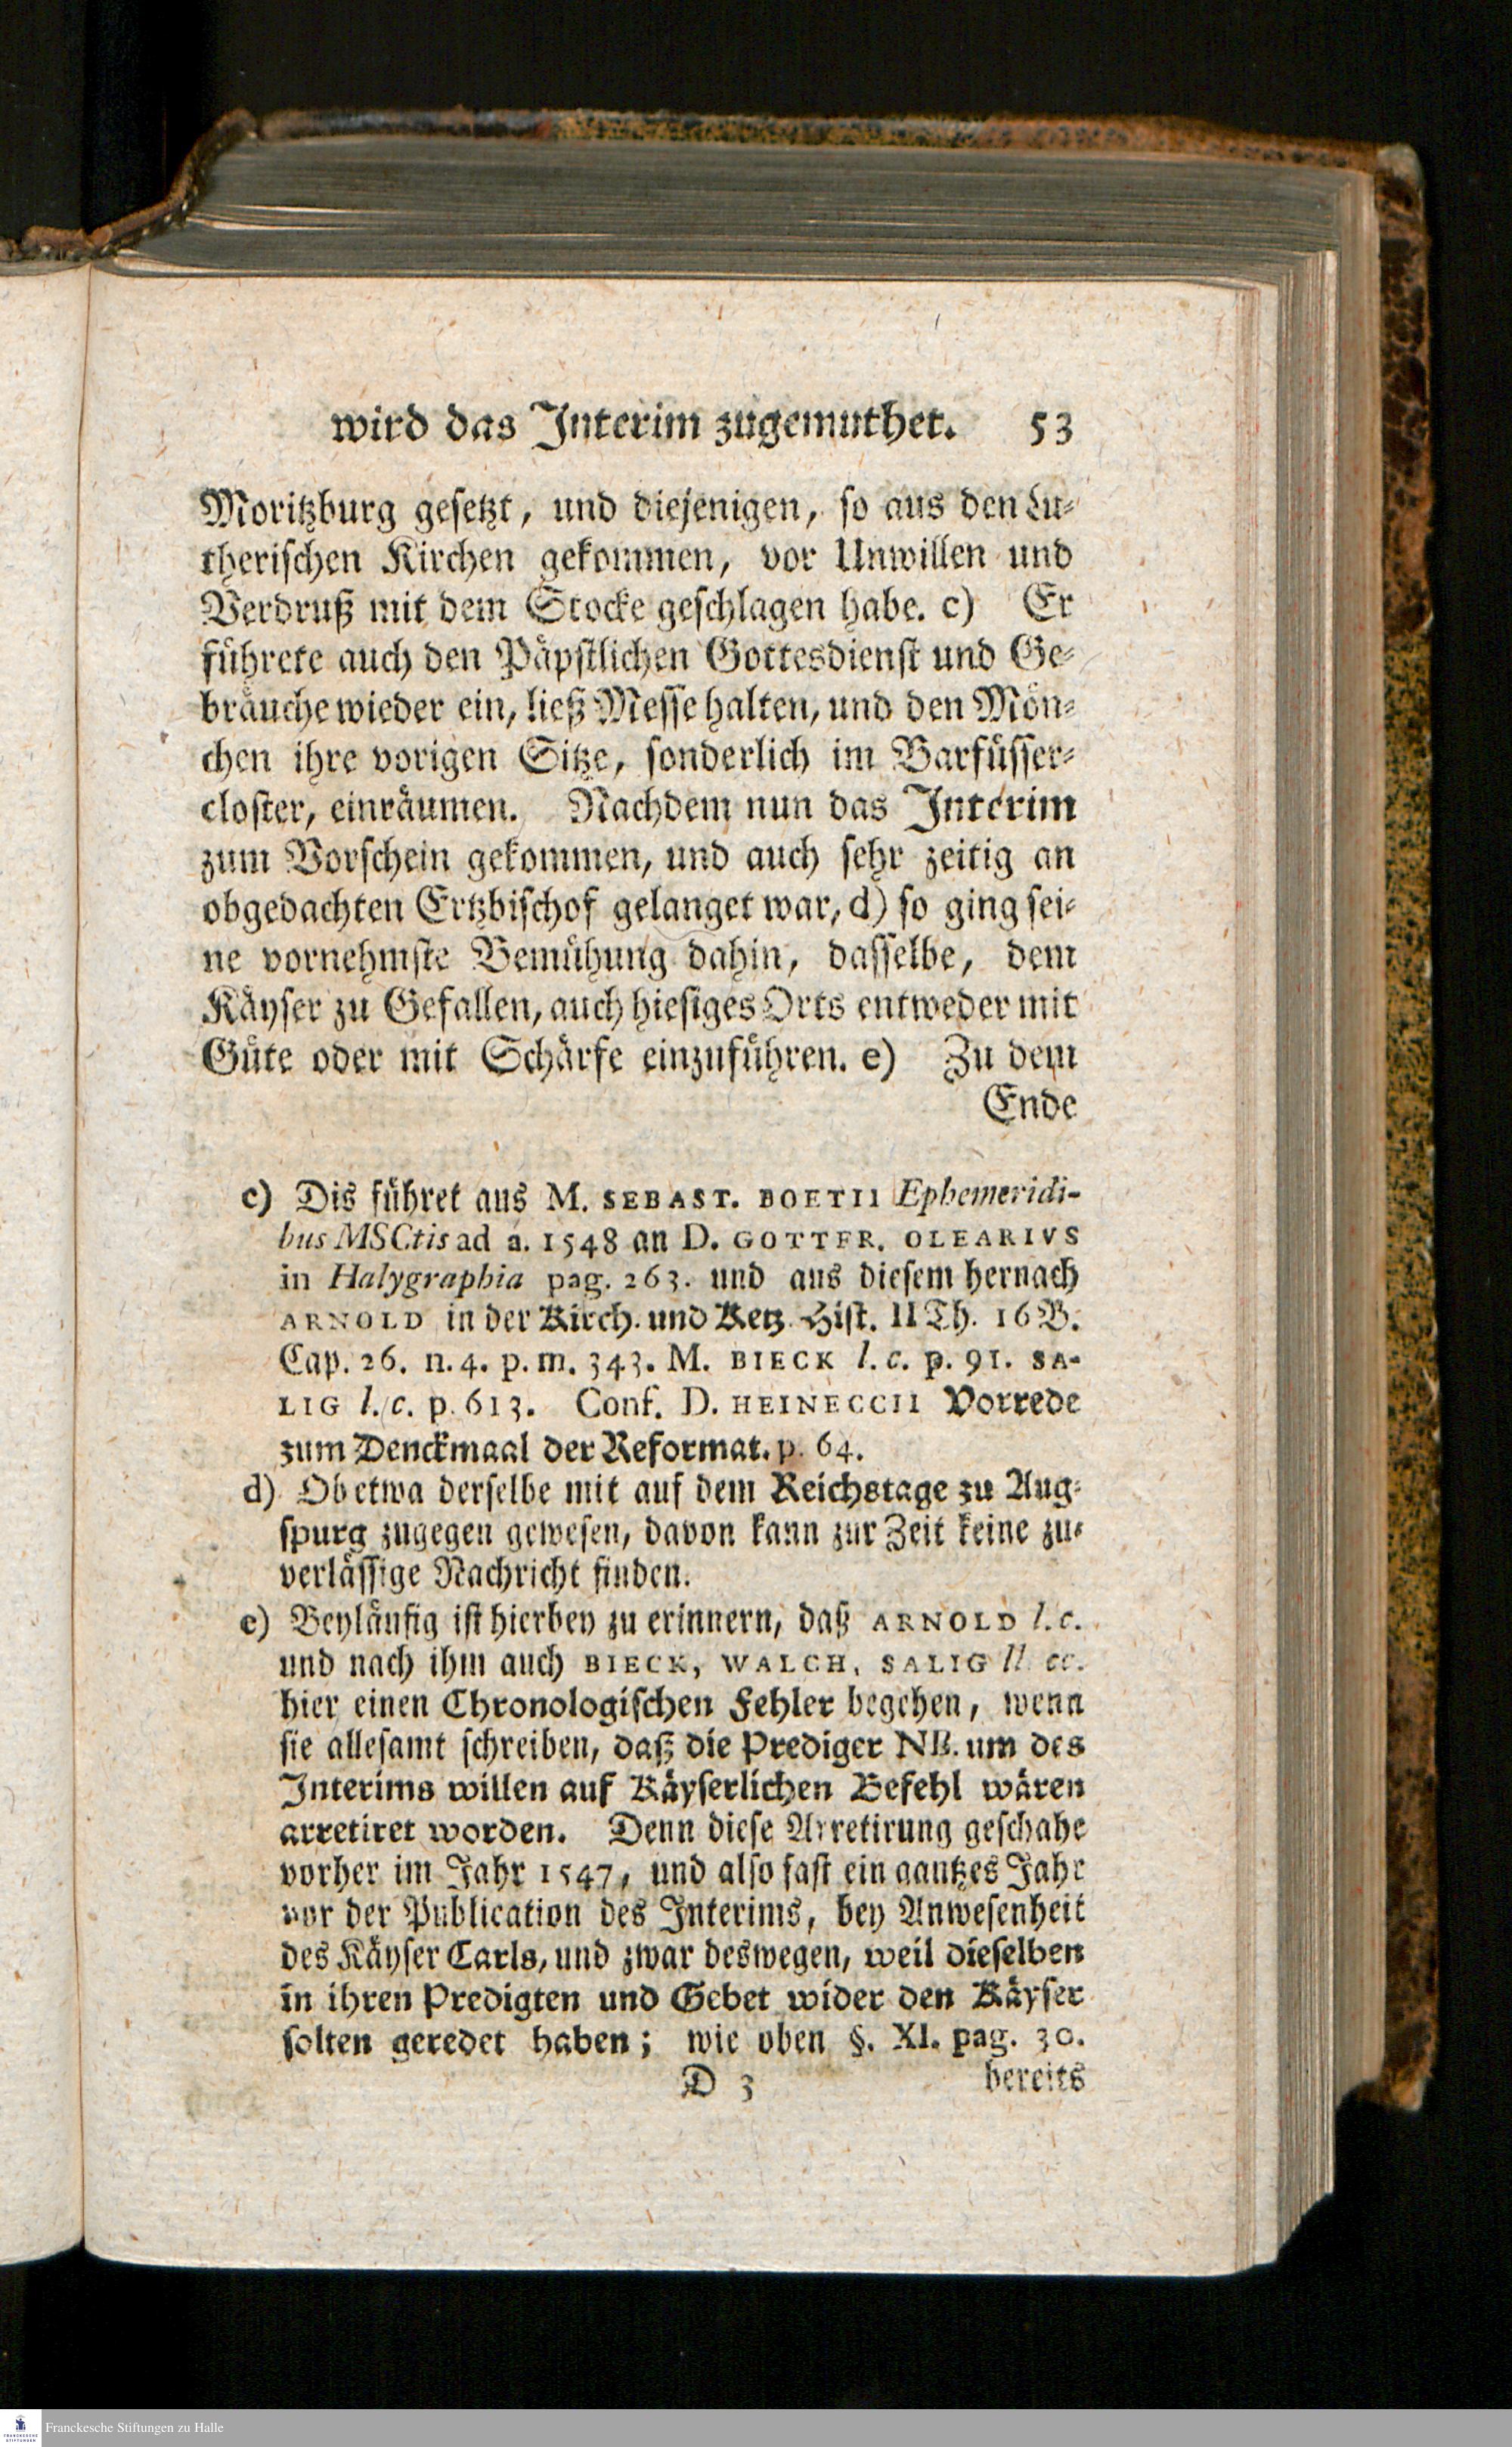 wird das Interim zugemuthet. 53
Moritzburg gesetzt, und diejenigen, so aus den Lu-
therischen Kirchen gekommen, vor Unwillen und
Verdruß mit dem Stocke geschlagen habe. c) Er
führete auch den Päpstlichen Gottesdienst und Ge-
bräuche wieder ein, ließ Messe halten, und den Mön-
chen ihre vorigen Sitze, sonderlich im Barfüsser-
closter, einräumen. Nachdem nun das Interim
zum Vorschein gekommen, und auch sehr zeitig an
obgedachten Ertzbischof gelanget war, d) so ging sei-
ne vornehmste Bemühung dahin, dasselbe, dem
Käyser zu Gefallen, auch hiesiges Orts entweder mit
Güte oder mit Schärfe einzuführen. e) Zu dem
Ende
c) Dis führet aus M. SEBAST. BOETII Ephemeridi-
bus MSCtis ad a. 1548 an D. GOTTFR. OLEARIVS
in Halygraphia pag. 263. und aus diesem hernach
ARNOLD in der Kirch. und Ketz. Hist. II Th. 16 B.
Cap. 26. n. 4. p. m. 343. M. BIECK l. c. p. 91. SA-
LIG l. c. p. 613. Conf. D. HEINECCII Vorrede
zum Denckmaal der Reformat. p. 64.
d) Ob etwa derselbe mit auf dem Reichstage zu Aug-
spurg zugegen gewesen, davon kann zur Zeit keine zu-
verlässige Nachricht finden.
e) Beyläufig ist hierbey zu erinnern, daß ARNOLD l. c.
und nach ihm auch BIECK, WALCH, SALIG ll. cc.
hier einen Chronologischen Fehler begehen, wenn
sie allesamt schreiben, daß die Prediger NB. um des
Interims willen auf Käyserlichen Befehl wären
arretiret worden. Denn diese Arretirung geschahe
vorher im Jahr 1547, und also fast ein gantzes Jahr
vor der Publication des Interims, bey Anwesenheit
des Käyser Carls, und zwar deswegen, weil dieselben
in ihren Predigten und Gebet wider den Käyser
solten geredet haben; wie oben §. XI. pag. 30.
D 3 bereits
Franckesche Stiftungen zu Halle
FRANCKESCHE
STIFTUNGEN